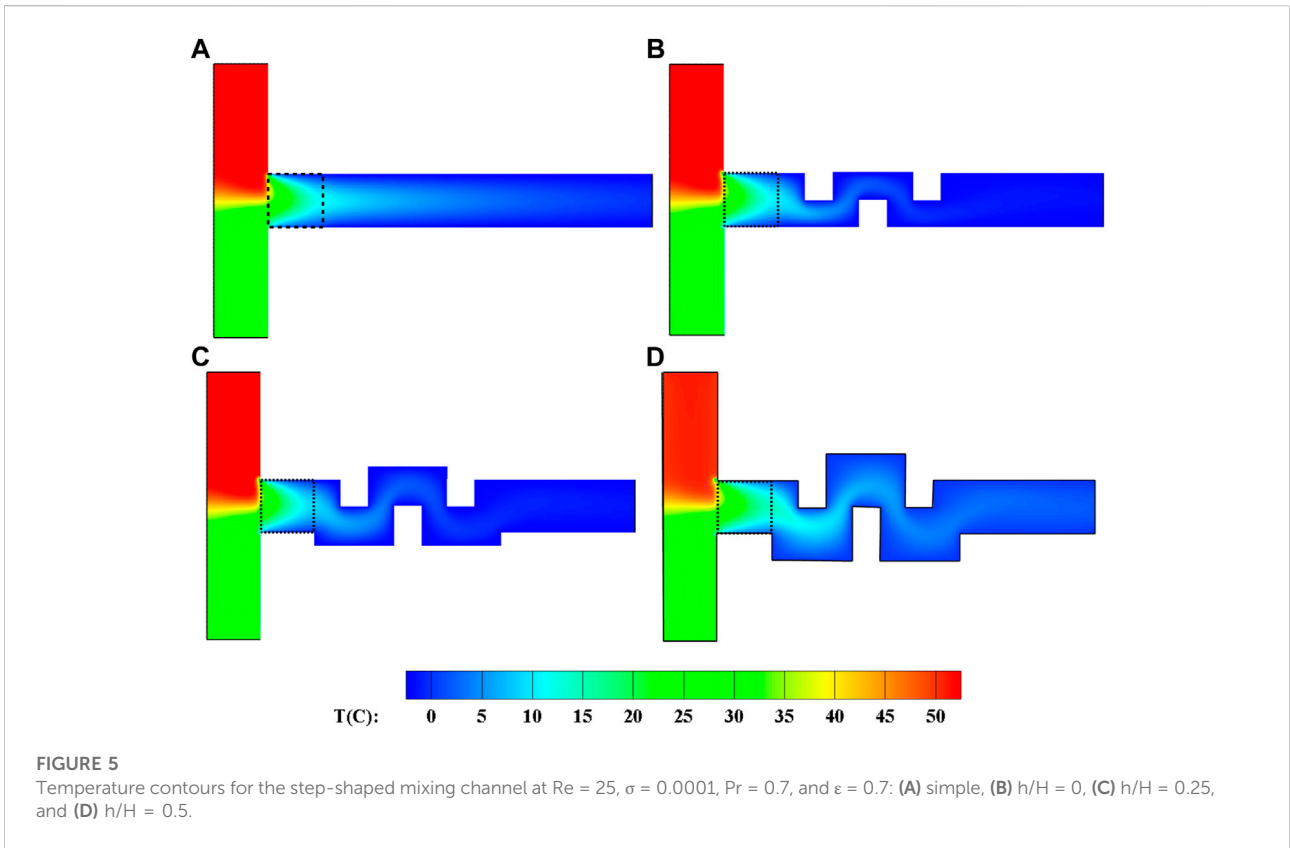 A
B
C
D
T(C): 0 5 10 15 20 25 30 35 40 45 50
FIGURE 5
Temperature contours for the step-shaped mixing channel at Re = 25, σ = 0.0001, Pr = 0.7, and ε = 0.7: (A) simple, (B) h/H = 0, (C) h/H = 0.25,
and (D) h/H = 0.5.